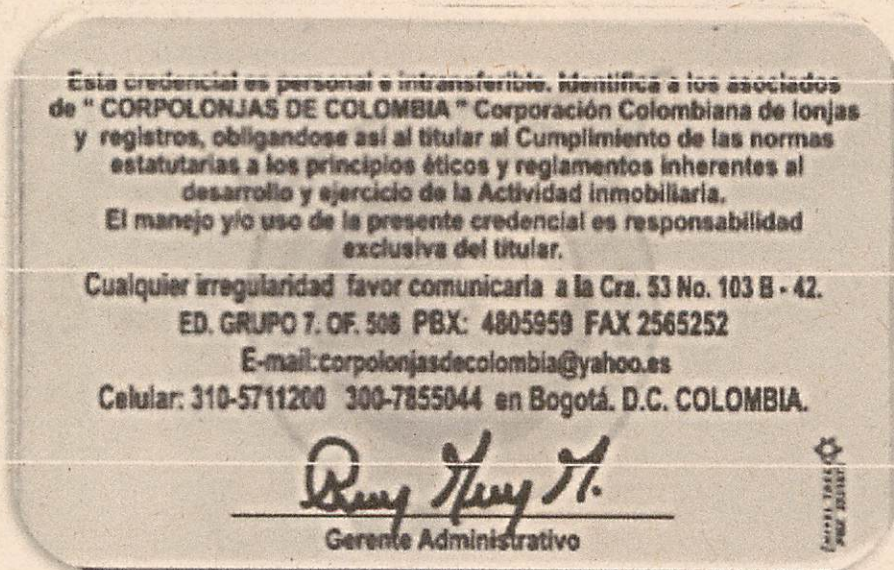 Esta credencial es personal e intransferible. Identifica a los asociados
de " CORPOLONJAS DE COLOMBIA " Corporación Colombiana de lonjas
y registros, obligandose así al titular al Cumplimiento de las normas
estatutarias a los principios éticos y reglamentos inherentes al
desarrollo y ejercicio de la Actividad inmobiliaria.
El manejo y/o uso de la presente credencial es responsabilidad
exclusiva del titular.
Cualquier irregularidad favor comunicarla a la Cra. 53 No. 103 B - 42.
ED. GRUPO 7. OF. 508 PBX: 4805959 FAX 2565252
E-mail:corpolonjasdecolombia@yahoo.es
Celular: 310-5711200 300-7855044 en Bogotá. D.C. COLOMBIA.
Gerente Administrativo